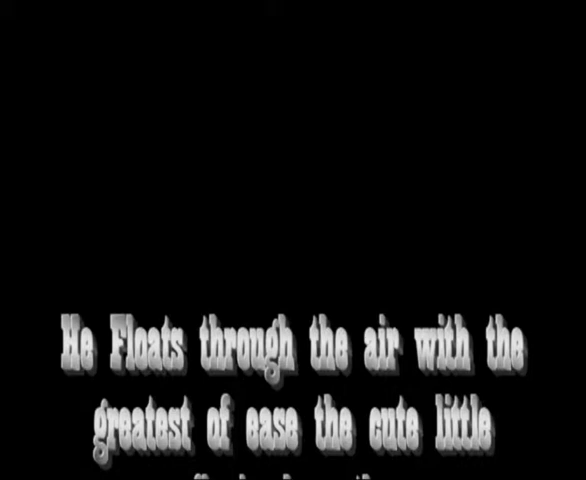 He Floats through the air with the
greatest of ease the cute little